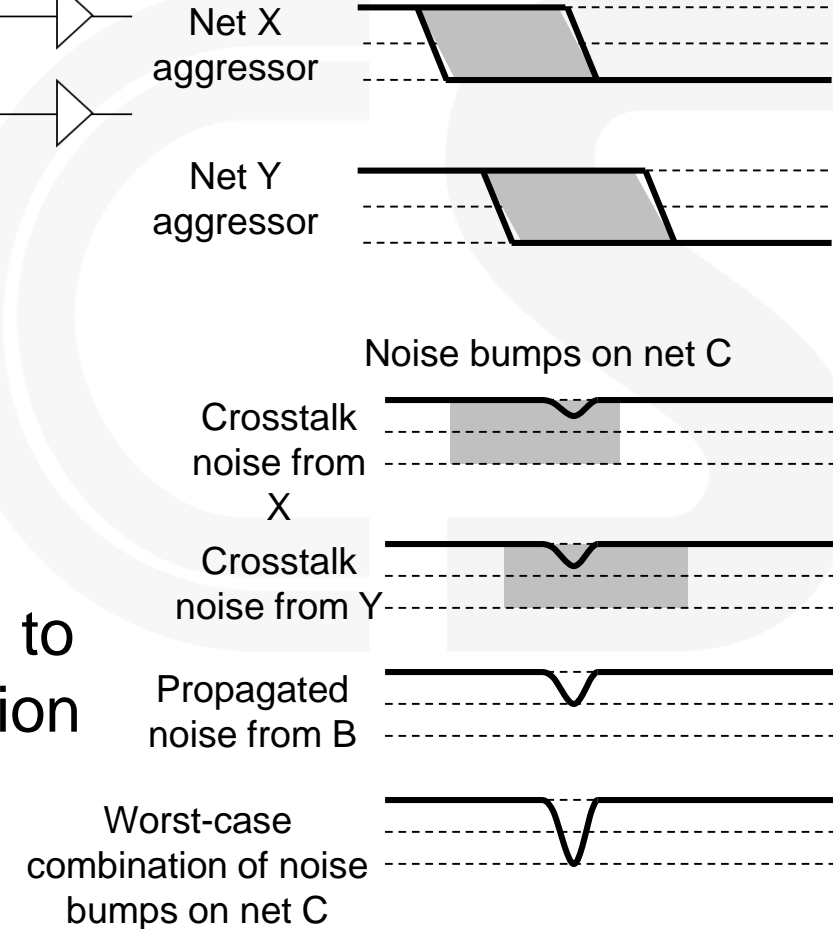 Net X
aggressor
Net Y
aggressor
Noise bumps on net C
Crosstalk
noise from
X
Crosstalk
noise from Y
to
ion
Propagated
noise from B
Worst-case
combination of noise
bumps on net C